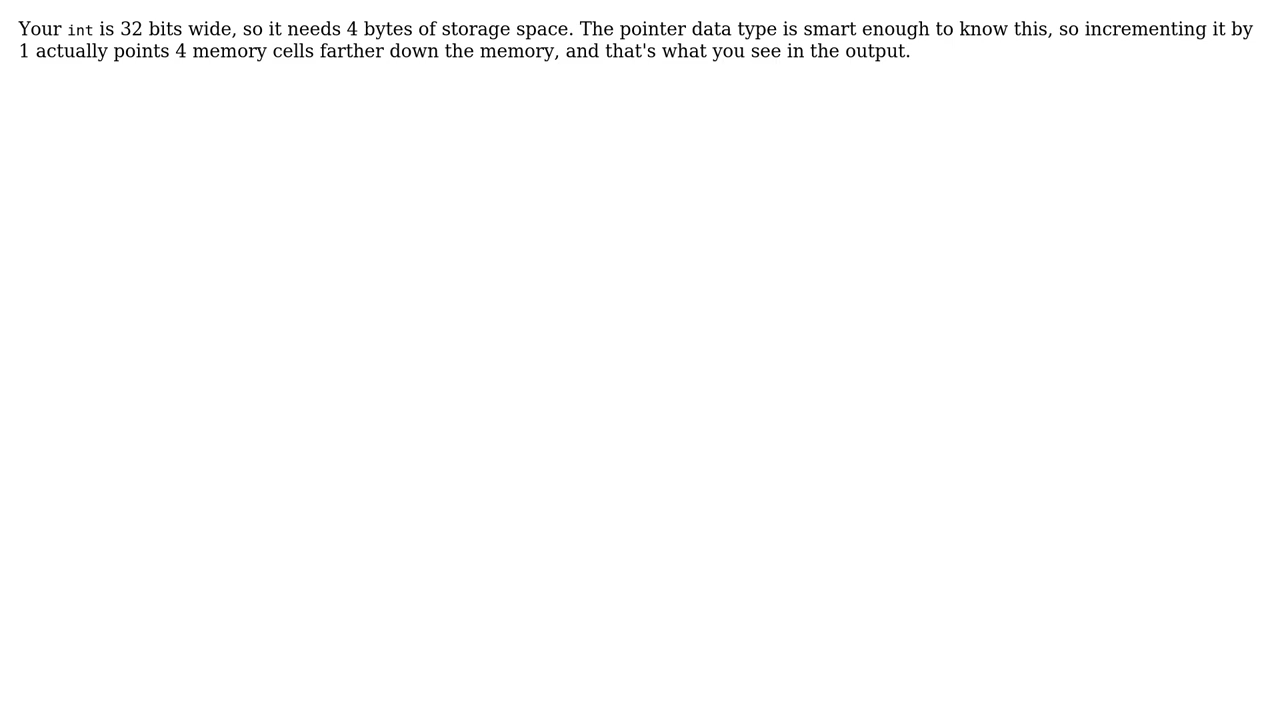 Your int is 32 bits wide, so it needs 4 bytes of storage space. The pointer data type is smart enough to know this, so incrementing it by
1 actually points 4 memory cells farther down the memory, and that's what you see in the output.